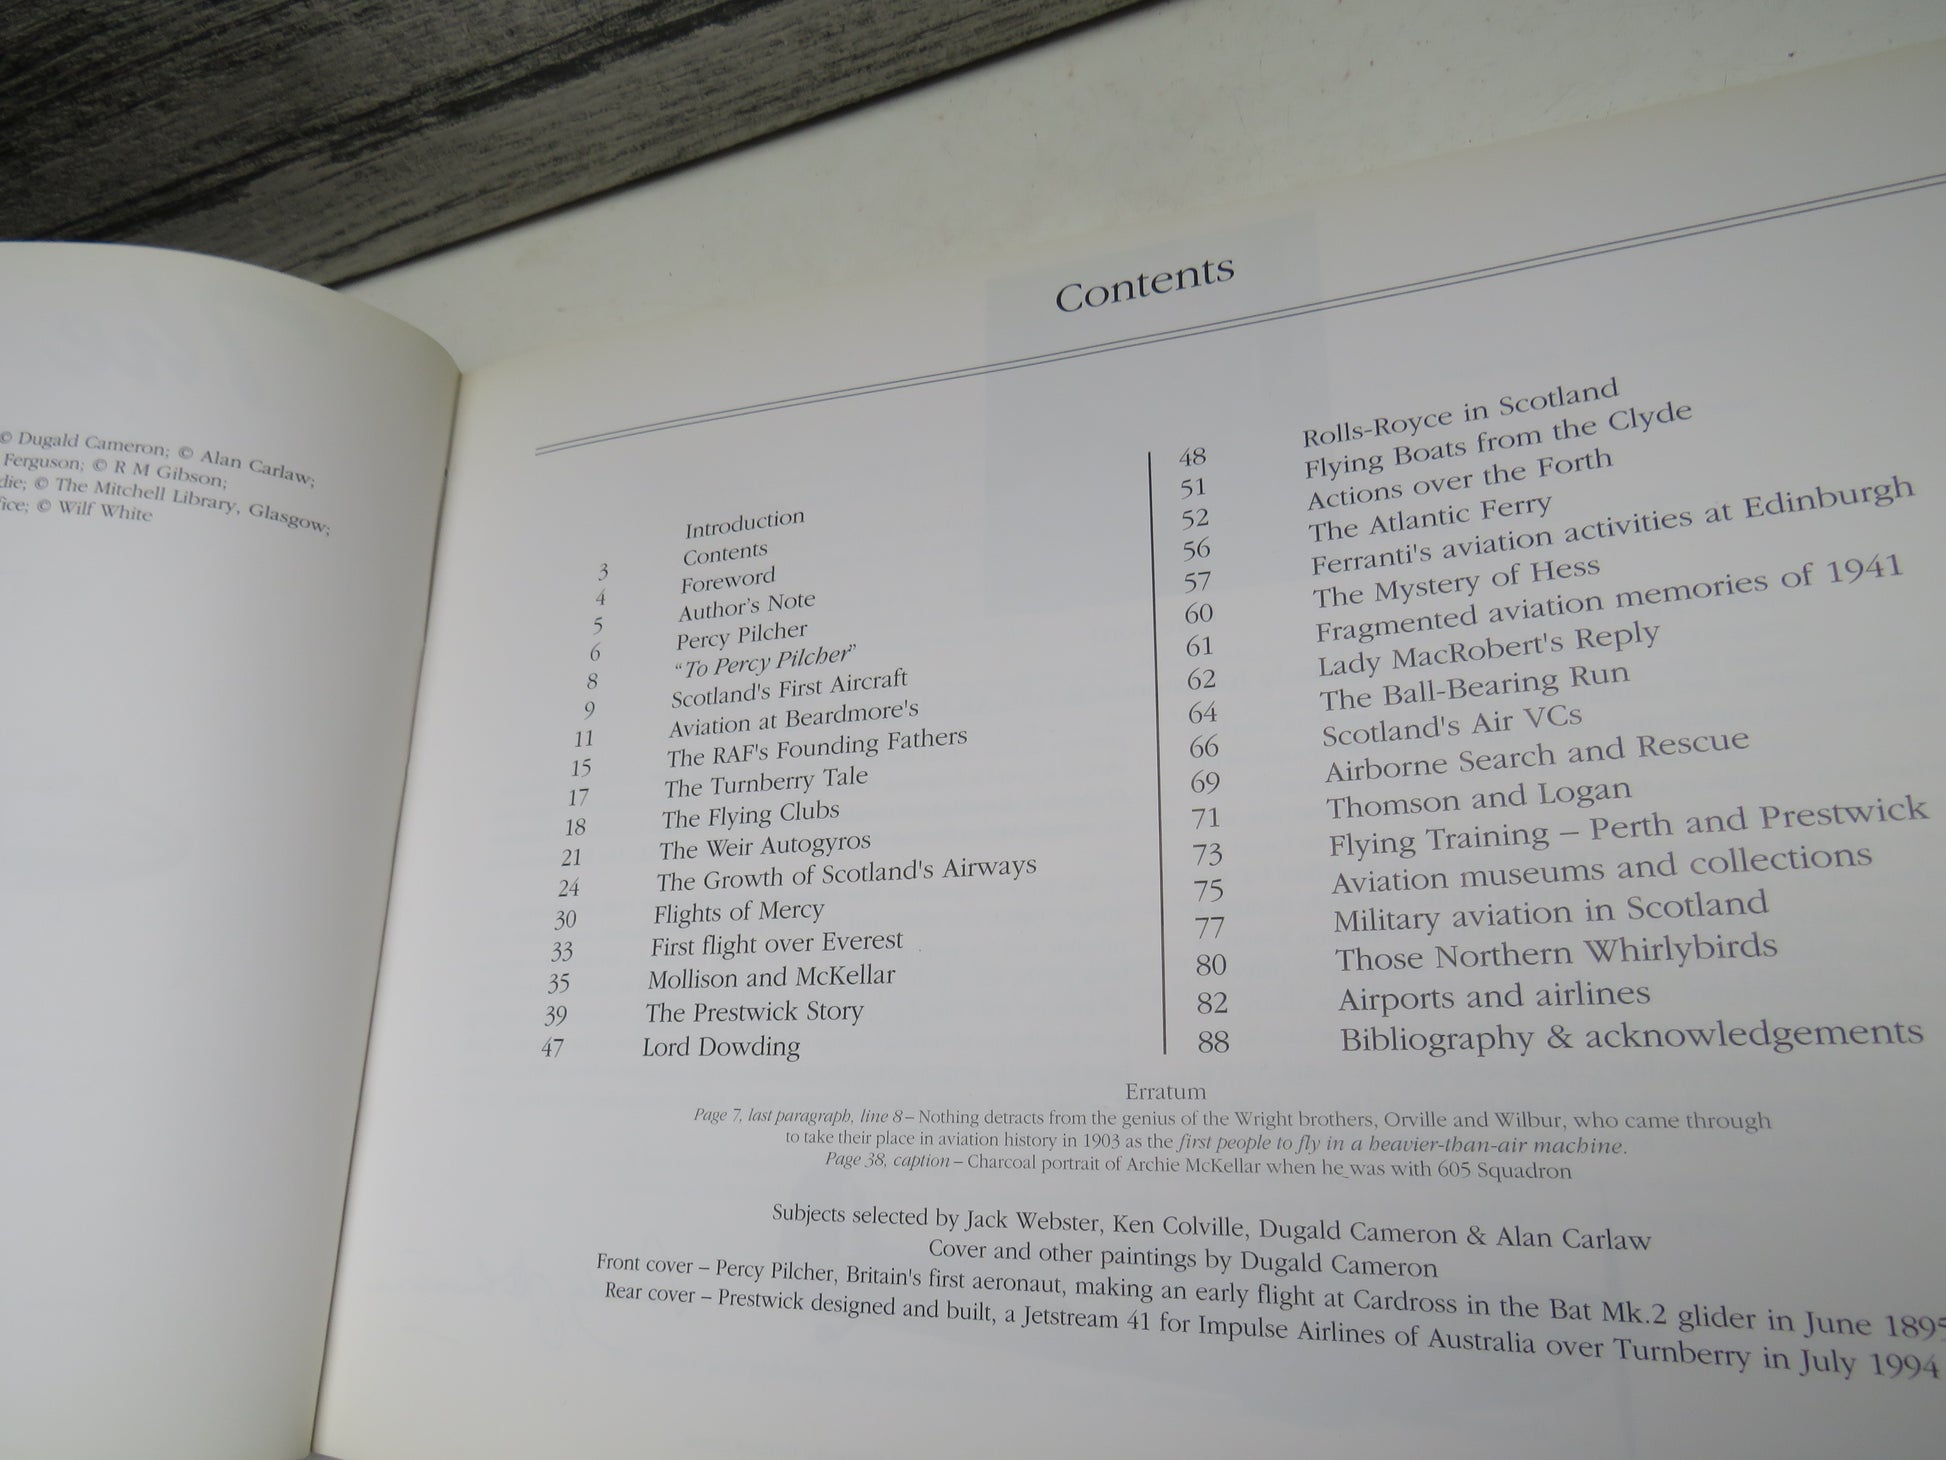 © Dugald Cameron; © Alan Carlaw;
Ferguson; © R M Gibson;
die; © The Mitchell Library, Glasgow;
ice; © Wilf White
Contents
Introduction
3 Contents
4 Foreword
5 Author's Note
6 Percy Pilcher
8 "To Percy Pilcher"
9 Scotland's First Aircraft
11 Aviation at Beardmore's
15 The RAF's Founding Fathers
17 The Turnberry Tale
18 The Flying Clubs
21 The Weir Autogyros
24 The Growth of Scotland's Airways
30 Flights of Mercy
33 First flight over Everest
35 Mollison and McKellar
39 The Prestwick Story
47 Lord Dowding
48 Rolls-Royce in Scotland
51 Flying Boats from the Clyde
52 Actions over the Forth
56 The Atlantic Ferry
57 Ferranti's aviation activities at Edinburgh
60 The Mystery of Hess
61 Fragmented aviation memories of 1941
62 Lady MacRobert's Reply
64 The Ball-Bearing Run
66 Scotland's Air VCs
69 Airborne Search and Rescue
71 Thomson and Logan
73 Flying Training – Perth and Prestwick
75 Aviation museums and collections
77 Military aviation in Scotland
80 Those Northern Whirlybirds
82 Airports and airlines
88 Bibliography & acknowledgements
Erratum
Page 7, last paragraph, line 8 – Nothing detracts from the genius of the Wright brothers, Orville and Wilbur, who came through
to take their place in aviation history in 1903 as the first people to fly in a heavier-than-air machine.
Page 38, caption – Charcoal portrait of Archie McKellar when he was with 605 Squadron
Subjects selected by Jack Webster, Ken Colville, Dugald Cameron & Alan Carlaw
Cover and other paintings by Dugald Cameron
Front cover – Percy Pilcher, Britain's first aeronaut, making an early flight at Cardross in the Bat Mk.2 glider in June 1895
Rear cover – Prestwick designed and built, a Jetstream 41 for Impulse Airlines of Australia over Turnberry in July 1994